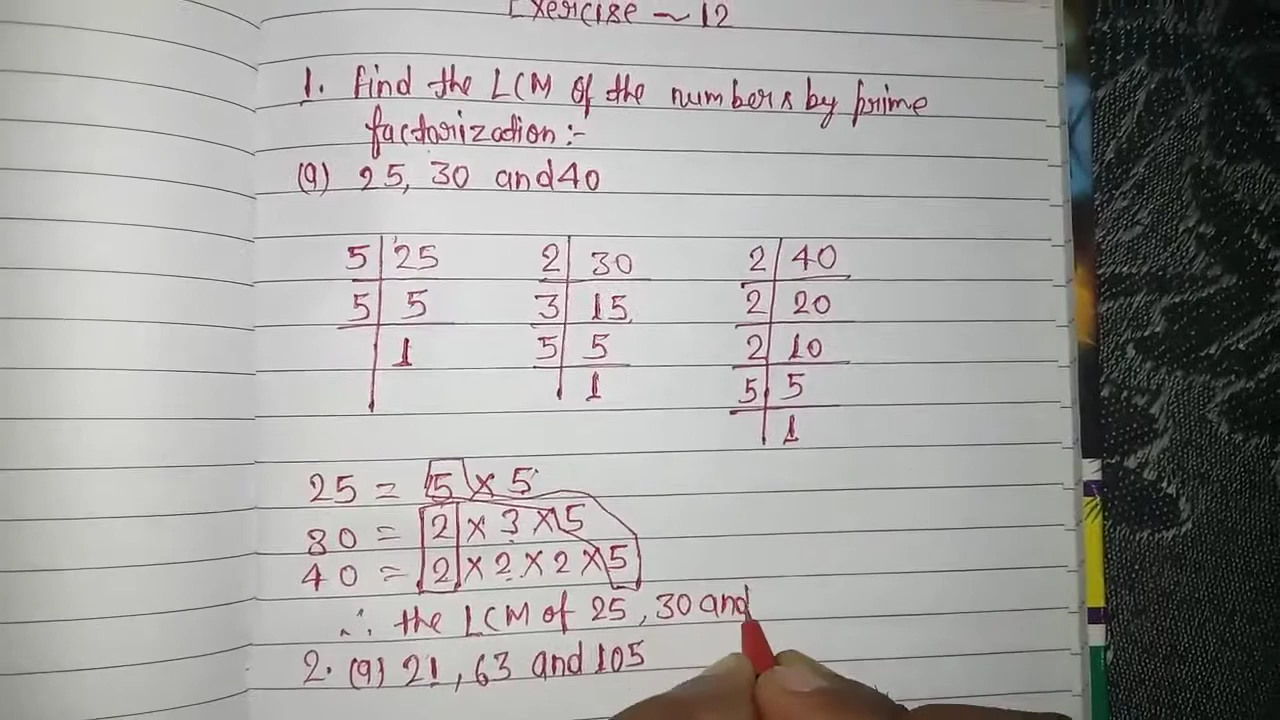 Exercise ~ 12
1. Find the LCM of the numbers by prime
factorization :-
(a) 25, 30 and 40
5 25 2 30 2 40
5 5 3 15 2 20
1 5 5 2 10
1 5 5
1
25 = 5 × 5
30 = 2 × 3 × 5
40 = 2 × 2 × 2 × 5
∴ the LCM of 25, 30 and
2. (a) 21, 63 and 105